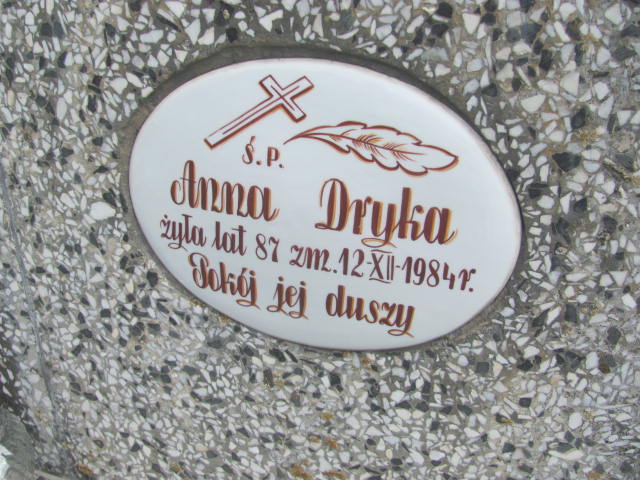 Ś.P.
Anna Dryka
żyła lat 87 zm. 12-XII-1984 r.
Pokój jej duszy